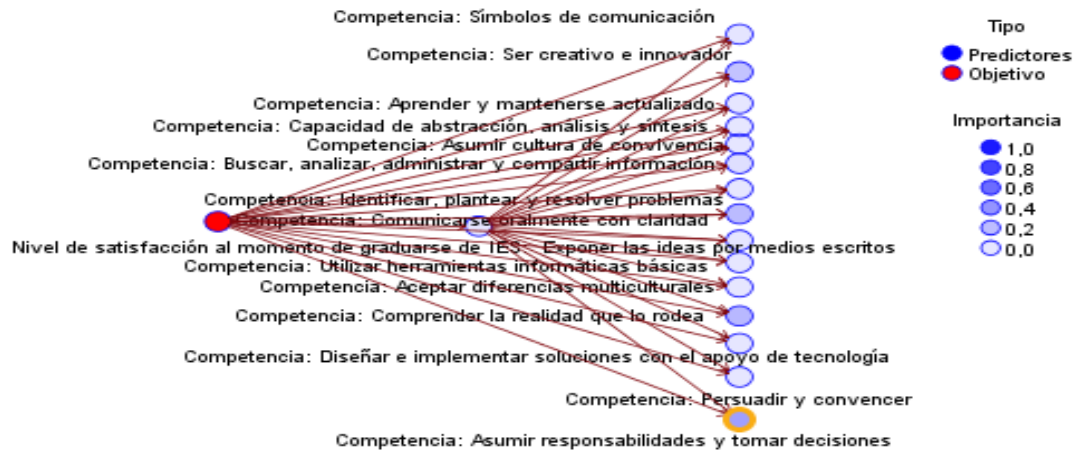 Competencia: Símbolos de comunicación
Competencia: Ser creativo e innovador
Competencia: Aprender y mantenerse actualizado
Competencia: Capacidad de abstracción, análisis y síntesis
Competencia: Asumir cultura de convivencia
Competencia: Buscar, analizar, administrar y compartir información
Competencia: Identificar, plantear y resolver problemas
Competencia: Comunicarse oralmente con claridad
Nivel de satisfacción al momento de graduarse de IES: Exponer las ideas por medios escritos
Competencia: Utilizar herramientas informáticas básicas
Competencia: Aceptar diferencias multiculturales
Competencia: Comprender la realidad que lo rodea
Competencia: Diseñar e implementar soluciones con el apoyo de tecnología
Competencia: Persuadir y convencer
Competencia: Asumir responsabilidades y tomar decisiones
Tipo
Predictores
Objetivo
Importancia
1,0
0,8
0,6
0,4
0,2
0,0